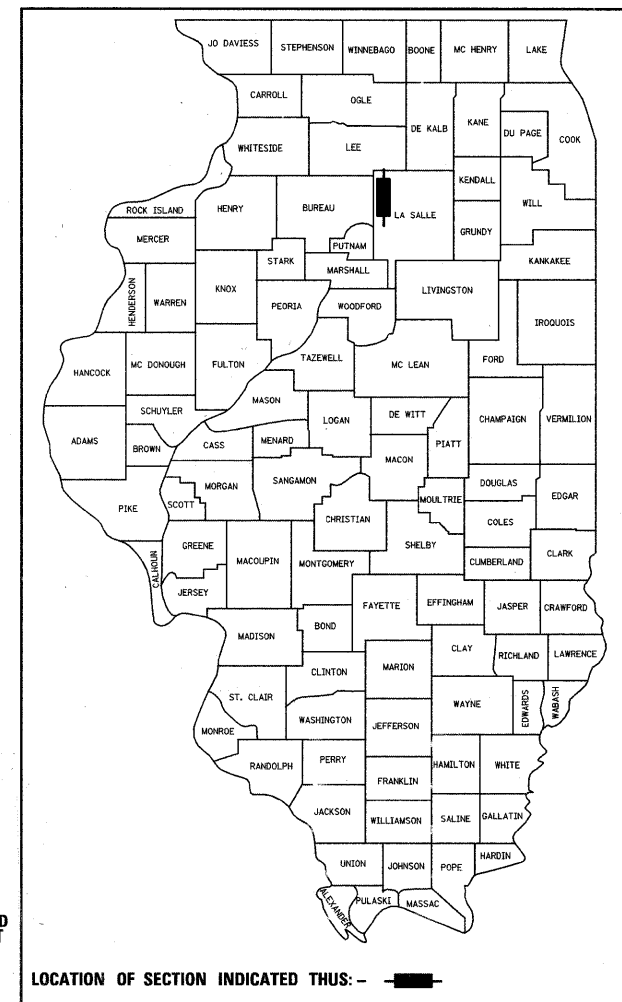 JO DAVIESS STEPHENSON WINNEBAGO BOONE MC HENRY LAKE
CARROLL OGLE DE KALB KANE DU PAGE COOK
WHITESIDE LEE
KENDALL WILL
ROCK ISLAND HENRY BUREAU LA SALLE GRUNDY
MERCER PUTNAM
STARK MARSHALL KANKAKEE
HENDERSON WARREN KNOX PEORIA WOODFORD LIVINGSTON IROQUOIS
HANCOCK MC DONOUGH FULTON TAZEWELL MC LEAN FORD
MASON
SCHUYLER LOGAN DE WITT CHAMPAIGN VERMILION
ADAMS BROWN CASS MENARD PIATT
MACON
MORGAN SANGAMON DOUGLAS EDGAR
PIKE SCOTT CHRISTIAN MOULTRIE COLES
GREENE MACOUPIN MONTGOMERY SHELBY CLARK
CALHOUN CUMBERLAND
JERSEY FAYETTE EFFINGHAM JASPER CRAWFORD
MADISON BOND
CLAY RICHLAND LAWRENCE
CLINTON MARION
ST. CLAIR WAYNE EDWARDS WABASH
WASHINGTON JEFFERSON
MONROE
RANDOLPH PERRY HAMILTON WHITE
FRANKLIN
JACKSON WILLIAMSON SALINE GALLATIN
UNION JOHNSON POPE HARDIN
ALEXANDER PULASKI MASSAC
D
T
LOCATION OF SECTION INDICATED THUS: -